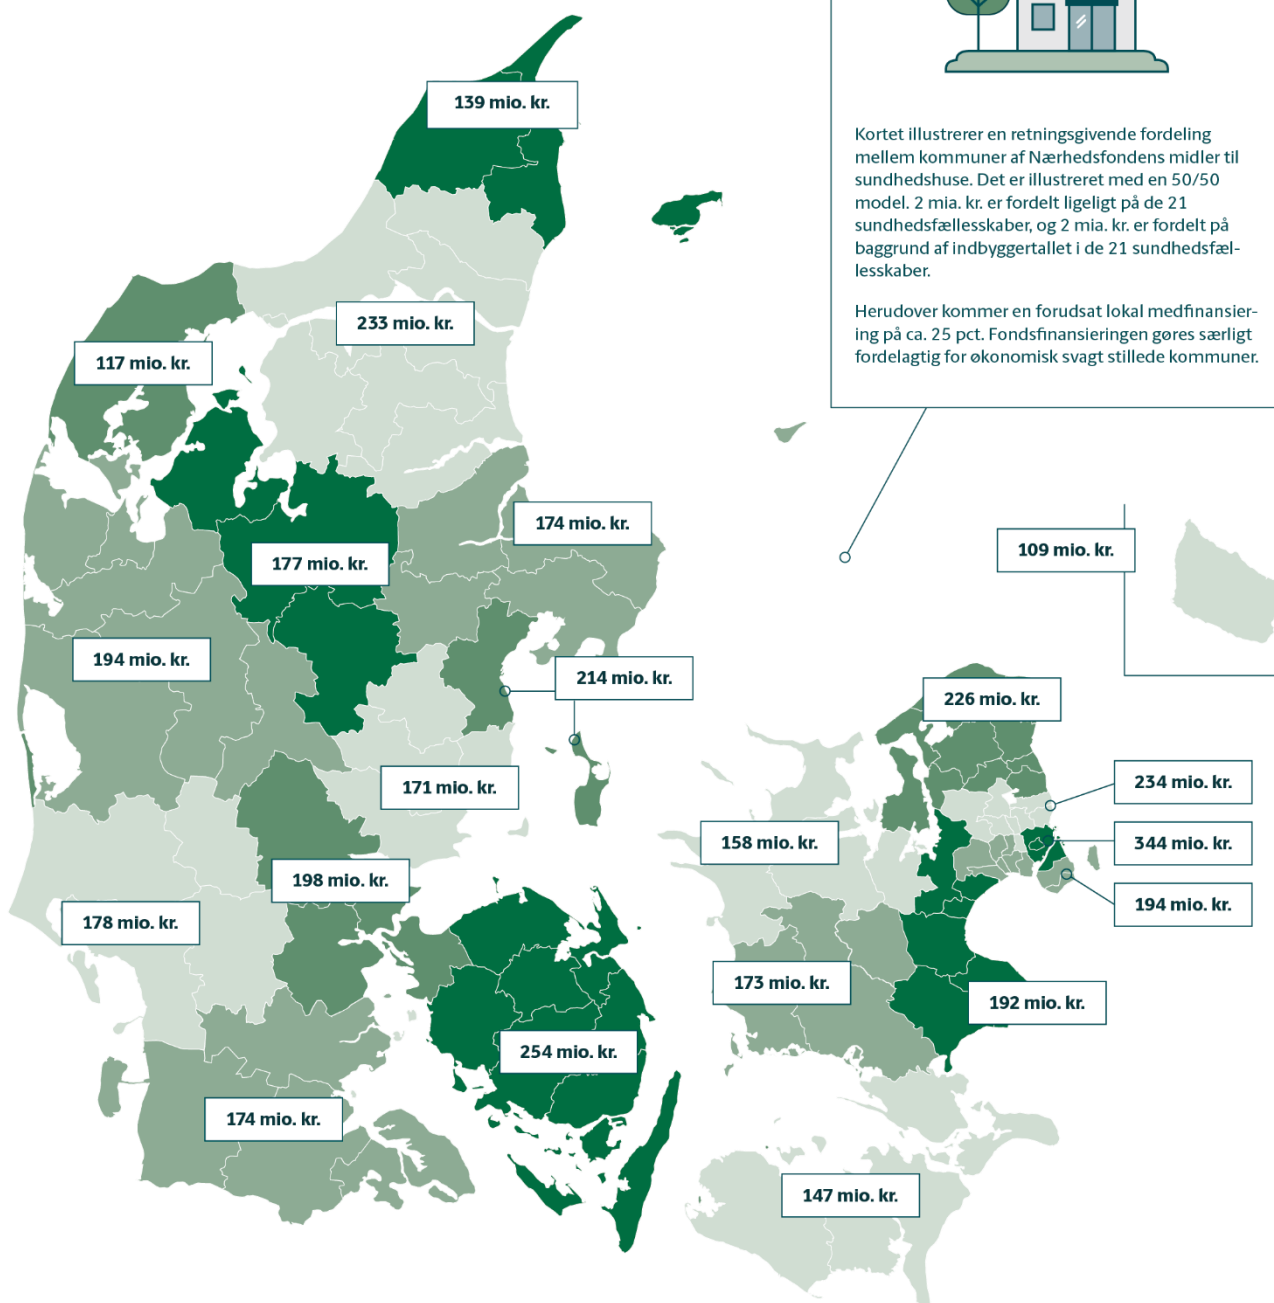 139 mio. kr.
Kortet illustrerer en retningsgivende fordeling
mellem kommuner af Nærhedsfondens midler til
sundhedshuse. Det er illustreret med en 50/50
model. 2 mia. kr. er fordelt ligeligt på de 21
sundhedsfællesskaber, og 2 mia. kr. er fordelt på
baggrund af indbyggertallet i de 21 sundhedsfæl-
lesskaber.
Herudover kommer en forudsat lokal medfinansier-
ing på ca. 25 pct. Fondsfinansieringen gøres særligt
fordelagtig for økonomisk svagt stillede kommuner.
233 mio. kr.
117 mio. kr.
174 mio. kr.
109 mio. kr.
177 mio. kr.
194 mio. kr.
214 mio. kr.
226 mio. kr.
171 mio. kr.
234 mio. kr.
158 mio. kr.
344 mio. kr.
198 mio. kr.
194 mio. kr.
178 mio. kr.
173 mio. kr.
192 mio. kr.
254 mio. kr.
174 mio. kr.
147 mio. kr.